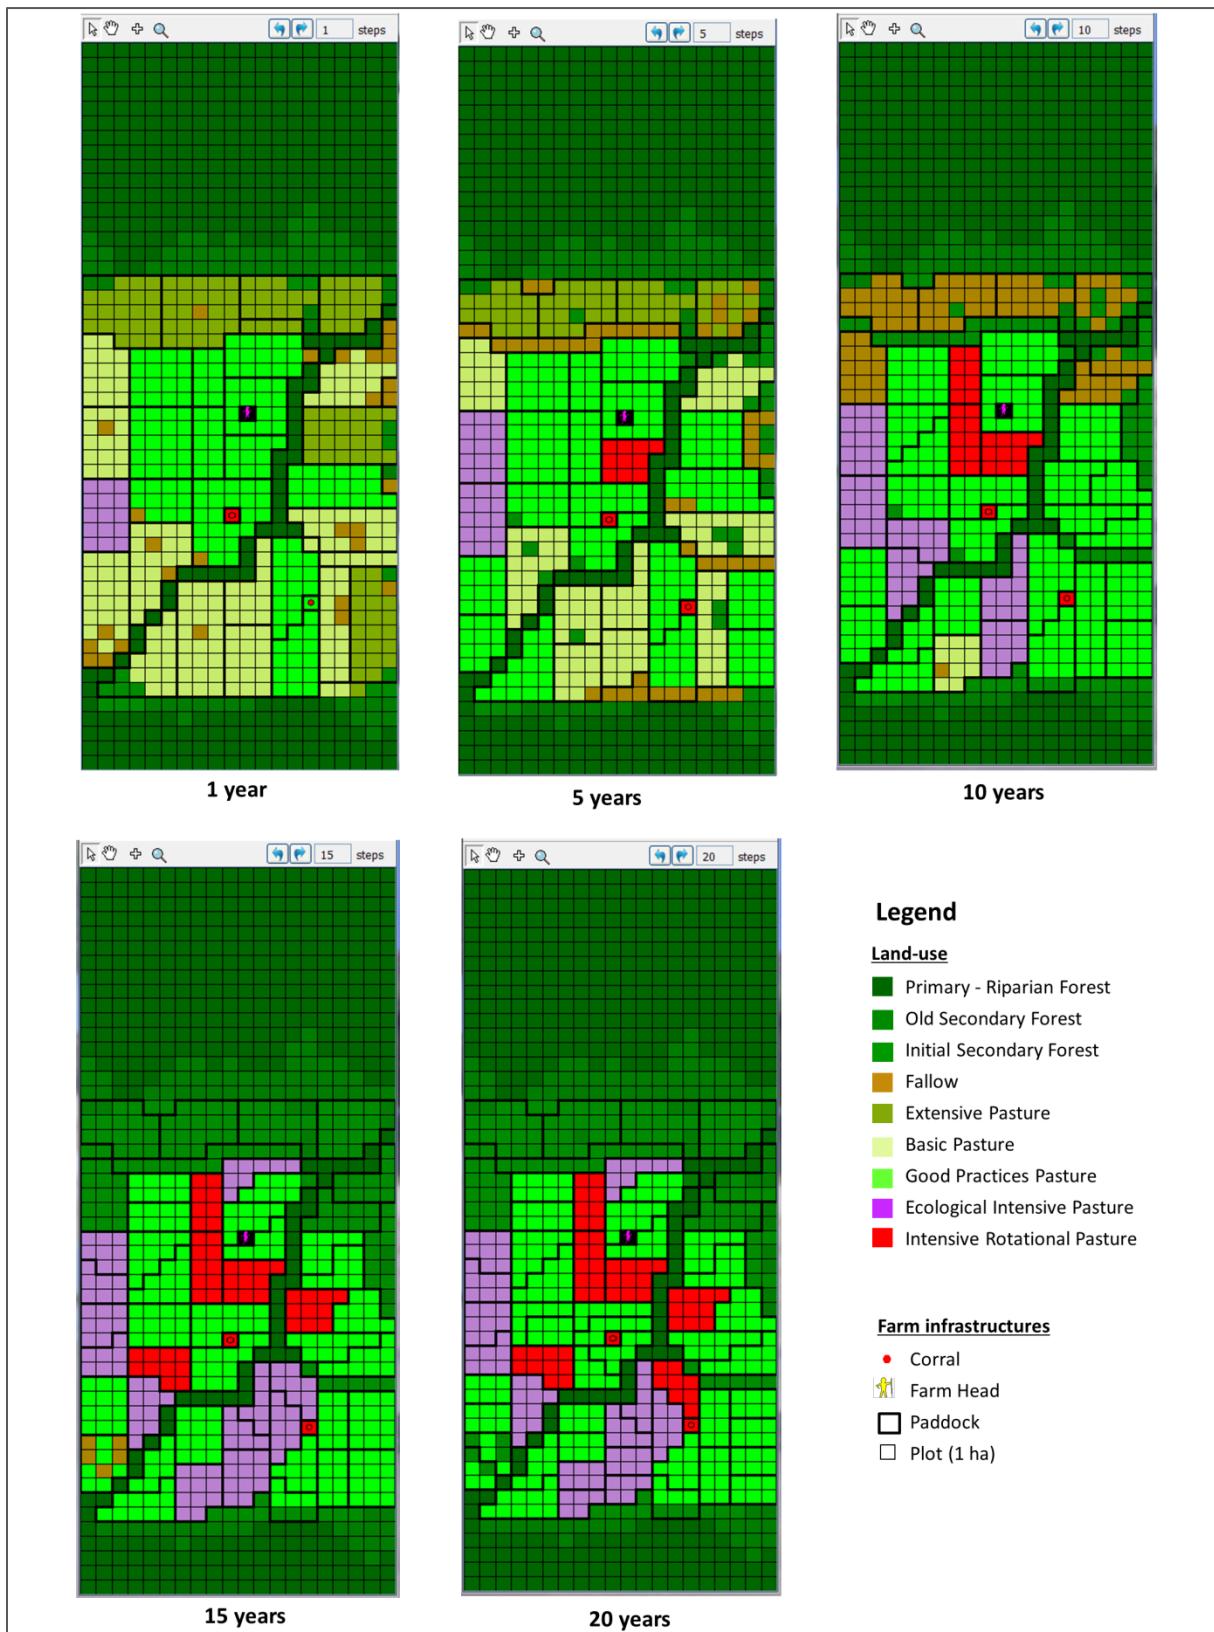 1 steps
5 steps
10 steps
1 year
5 years
10 years
15 steps
20 steps
Legend
Land-use
Primary - Riparian Forest
Old Secondary Forest
Initial Secondary Forest
Fallow
Extensive Pasture
Basic Pasture
Good Practices Pasture
Ecological Intensive Pasture
Intensive Rotational Pasture
Farm infrastructures
Corral
Farm Head
Paddock
Plot (1 ha)
15 years
20 years